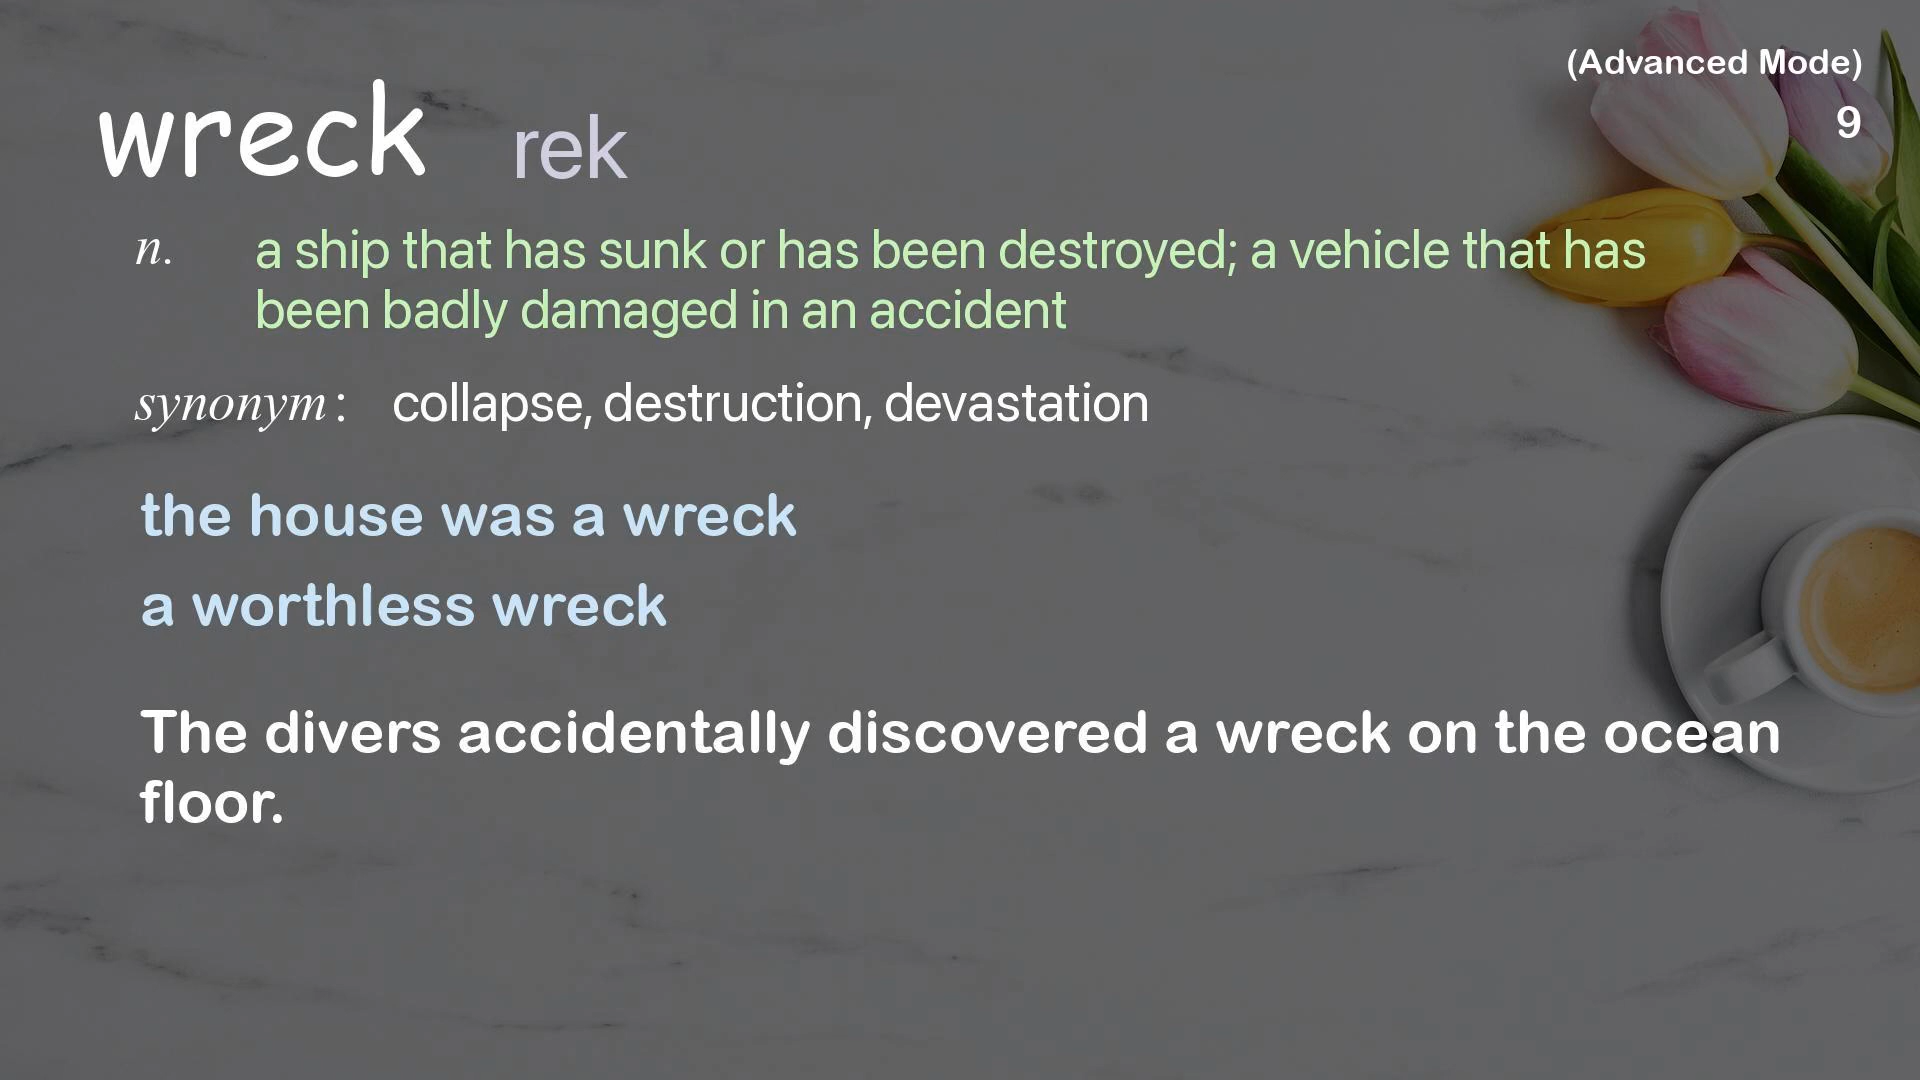 (Advanced Mode)
wreck rek
9
n. a ship that has sunk or has been destroyed; a vehicle that has
been badly damaged in an accident
synonym: collapse, destruction, devastation
the house was a wreck
a worthless wreck
The divers accidentally discovered a wreck on the ocean
floor.